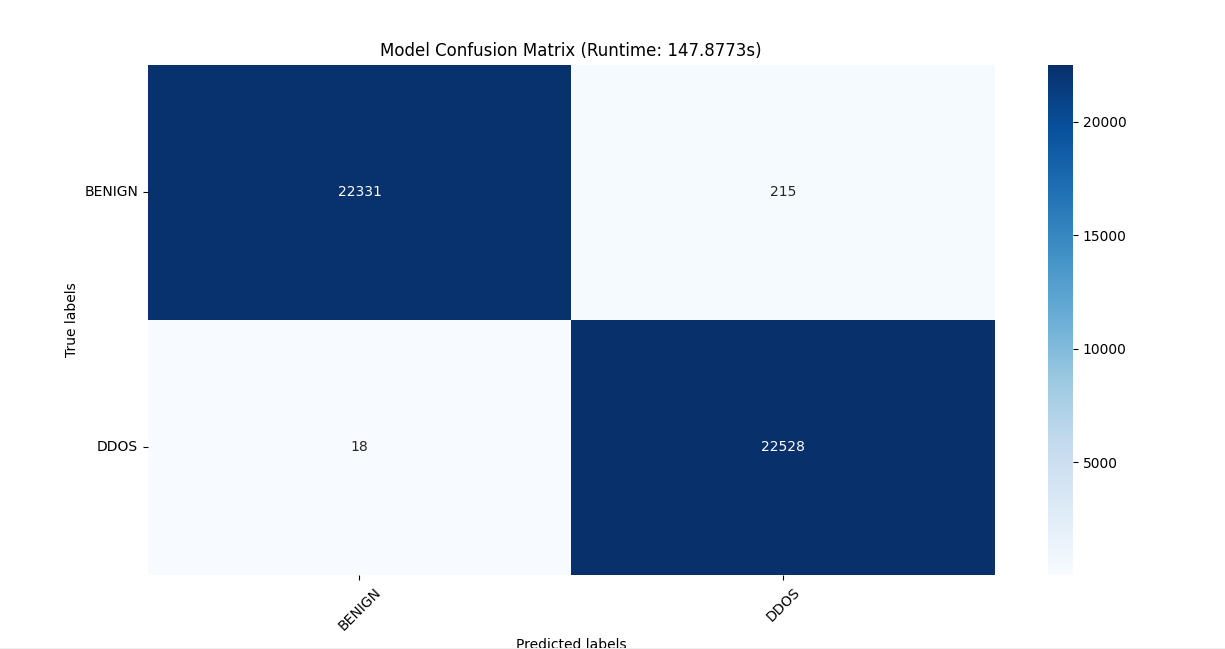 Model Confusion Matrix (Runtime: 147.8773s)
BENIGN
22331
215
DDOS
18
22528
True labels
BENIGN
DDOS
Predicted labels
20000
15000
10000
5000